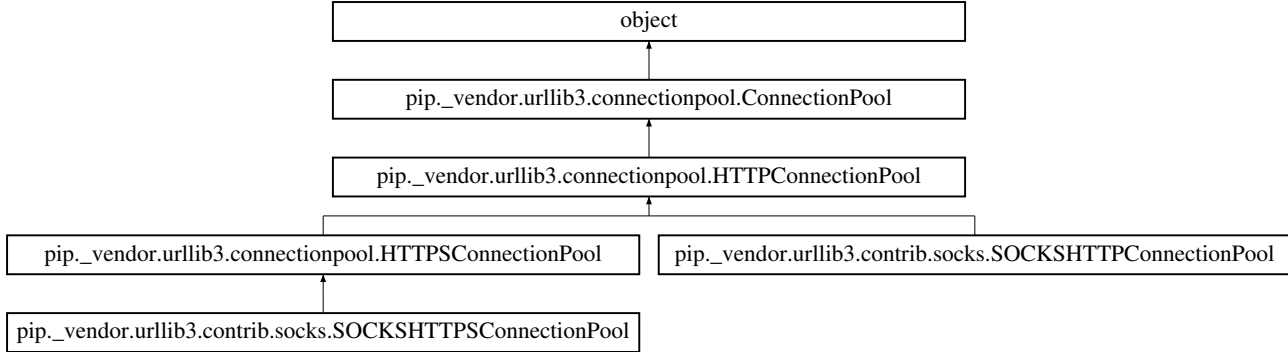 object
pip._vendor.urllib3.connectionpool.ConnectionPool
pip._vendor.urllib3.connectionpool.HTTPConnectionPool
pip._vendor.urllib3.connectionpool.HTTPSConnectionPool
pip._vendor.urllib3.contrib.socks.SOCKSHTTPConnectionPool
pip._vendor.urllib3.contrib.socks.SOCKSHTTPSConnectionPool